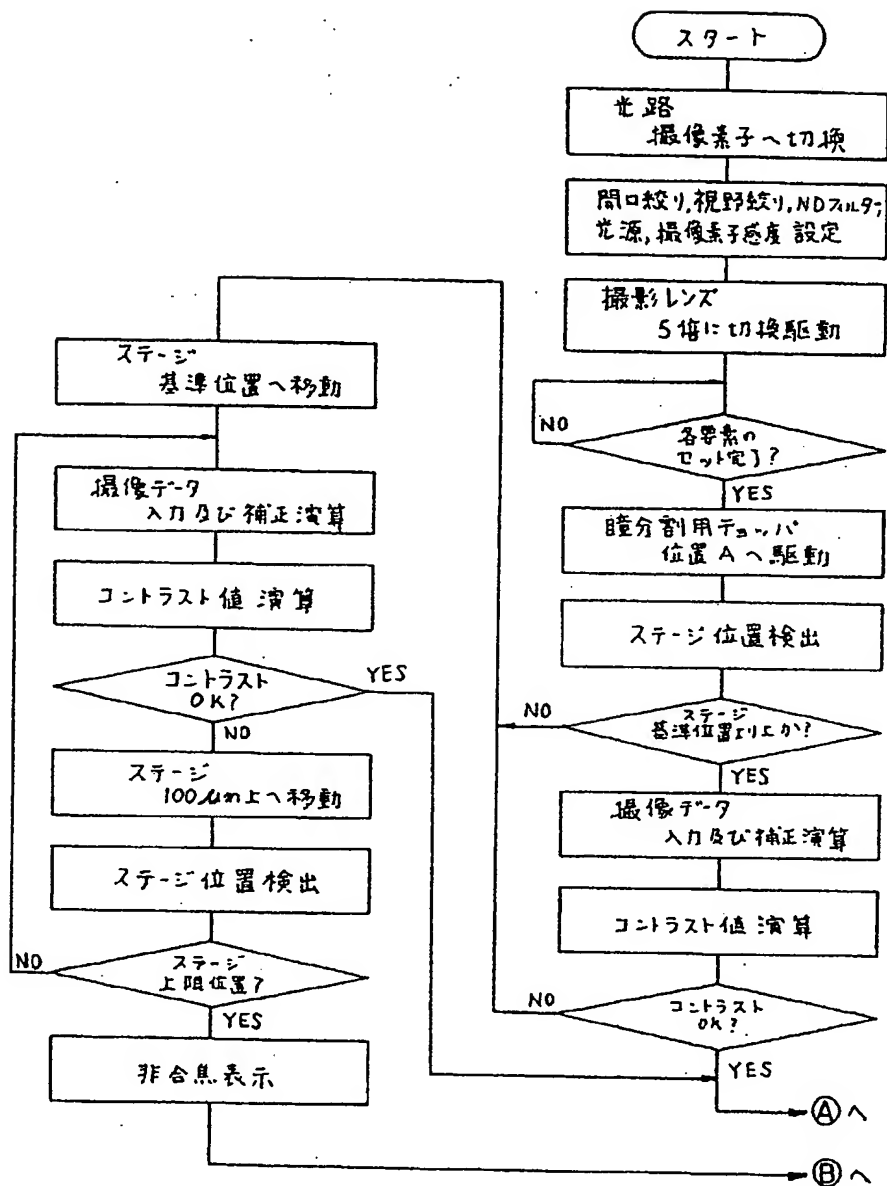 スタート
光路
撮像素子へ切換
開口絞り,視野絞り,NDフィルター,
光源,撮像素子感度 設定
撮影レンズ
5倍に切換駆動
NO
各要素の
セット完了?
YES
瞳分割用チョッパ
位置Aへ駆動
ステージ位置検出
NO
ステージ
基準位置より上か?
YES
撮像データ
入力及び補正演算
コントラスト値演算
NO
コントラスト
OK?
YES
Ⓐへ
ステージ
基準位置へ移動
撮像データ
入力及び補正演算
コントラスト値演算
コントラスト
OK?
YES
NO
ステージ
100μm上へ移動
ステージ位置検出
NO
ステージ
上限位置?
YES
非合焦表示
Ⓑへ